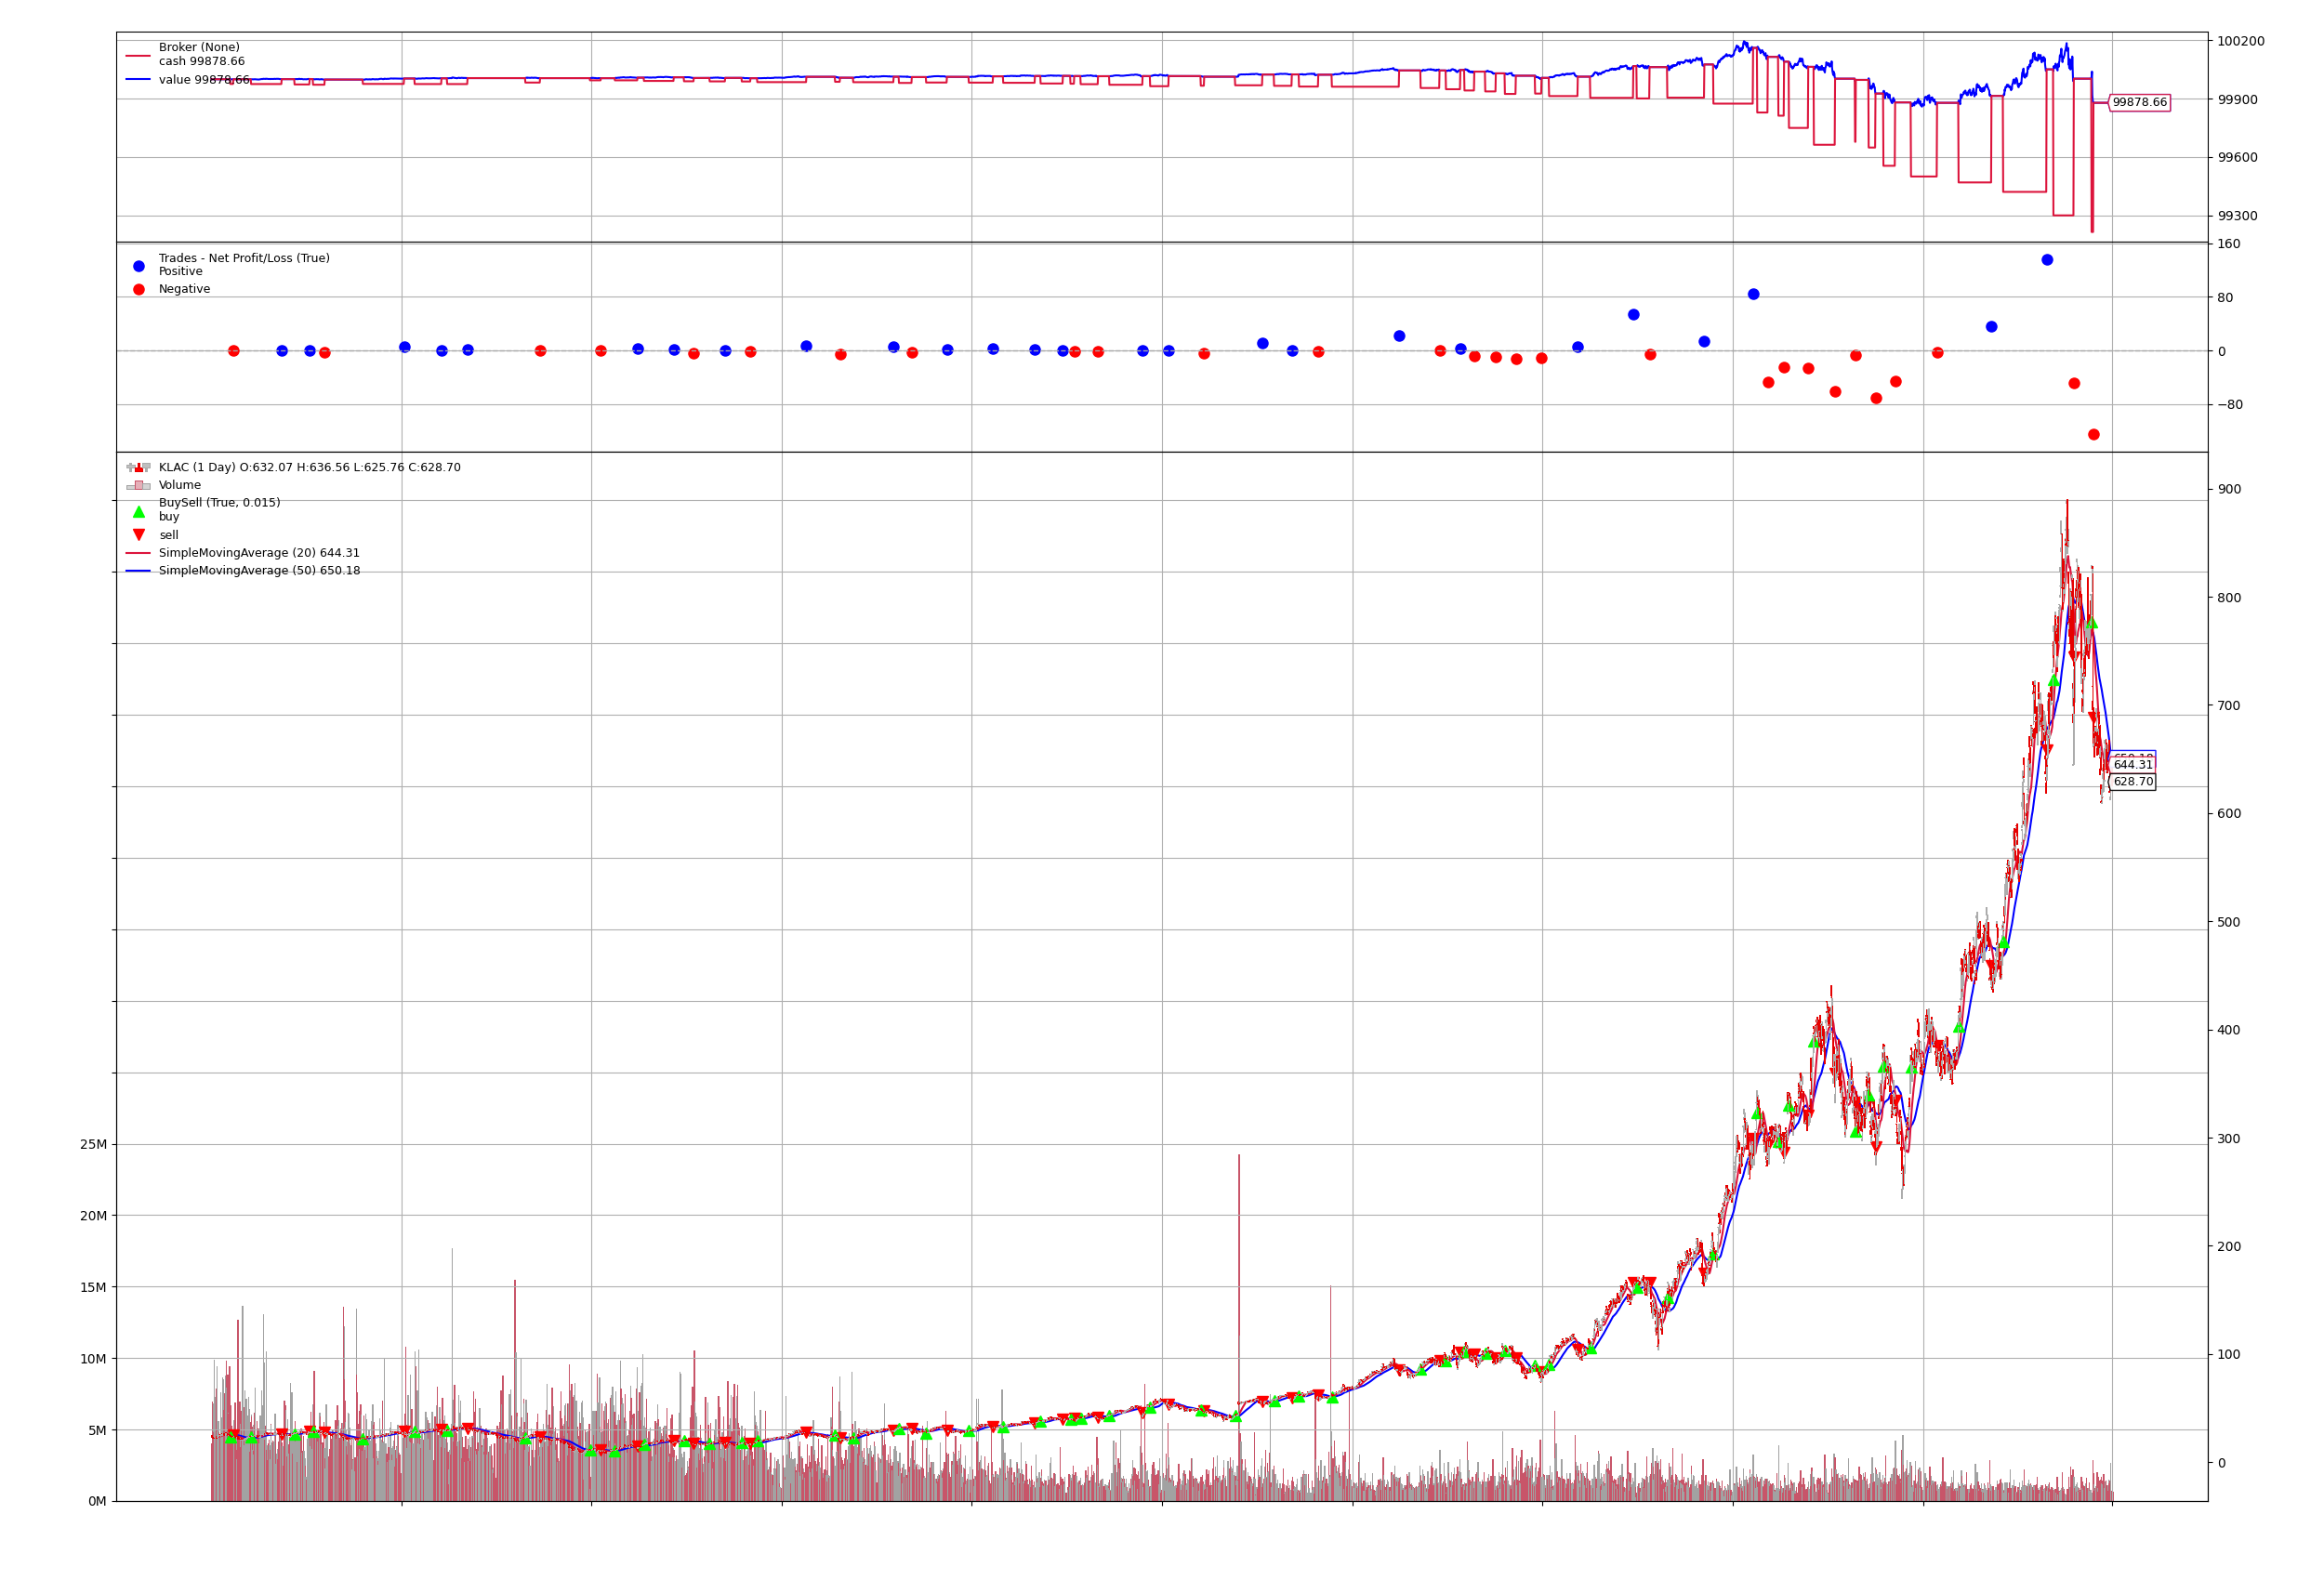 Broker (None)
cash 99878.66
value 99878.66
100200
99900
99600
99300
99878.66
Trades - Net Profit/Loss (True)
Positive
Negative
160
80
0
−80
KLAC (1 Day) O:632.07 H:636.56 L:625.76 C:628.70
Volume
BuySell (True, 0.015)
buy
sell
SimpleMovingAverage (20) 644.31
SimpleMovingAverage (50) 650.18
900
800
700
600
500
400
300
200
100
0
644.31
628.70
25M
20M
15M
10M
5M
0M